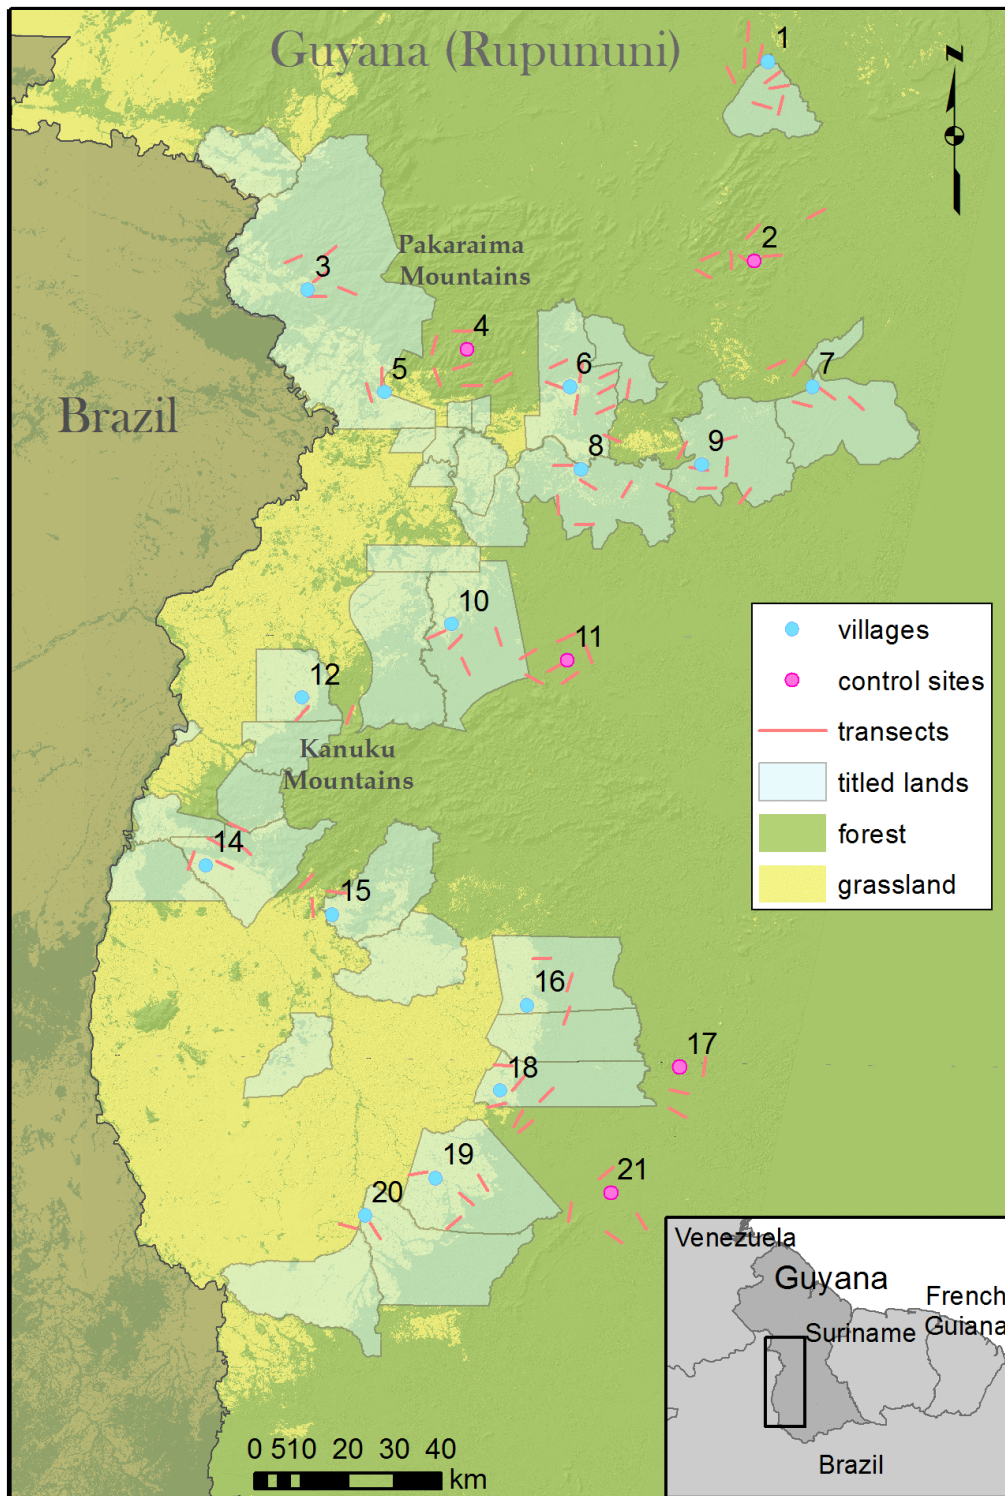 Guyana (Rupununi)
1
N
2
Pakaraima
Mountains
3
4
5
6
7
Brazil
8
9
10
11
villages
control sites
transects
titled lands
forest
grassland
12
Kanuku
Mountains
14
15
16
17
18
19
20
21
Venezuela
Guyana
French
Guiana
Suriname
Brazil
0 5 10 20 30 40
km